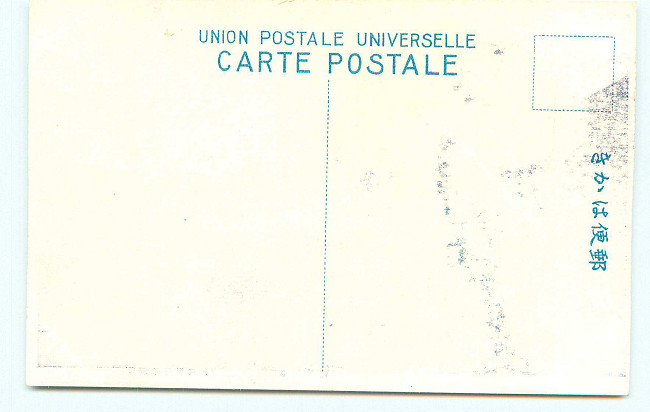 UNION POSTALE UNIVERSELLE
CARTE POSTALE
郵便はかき